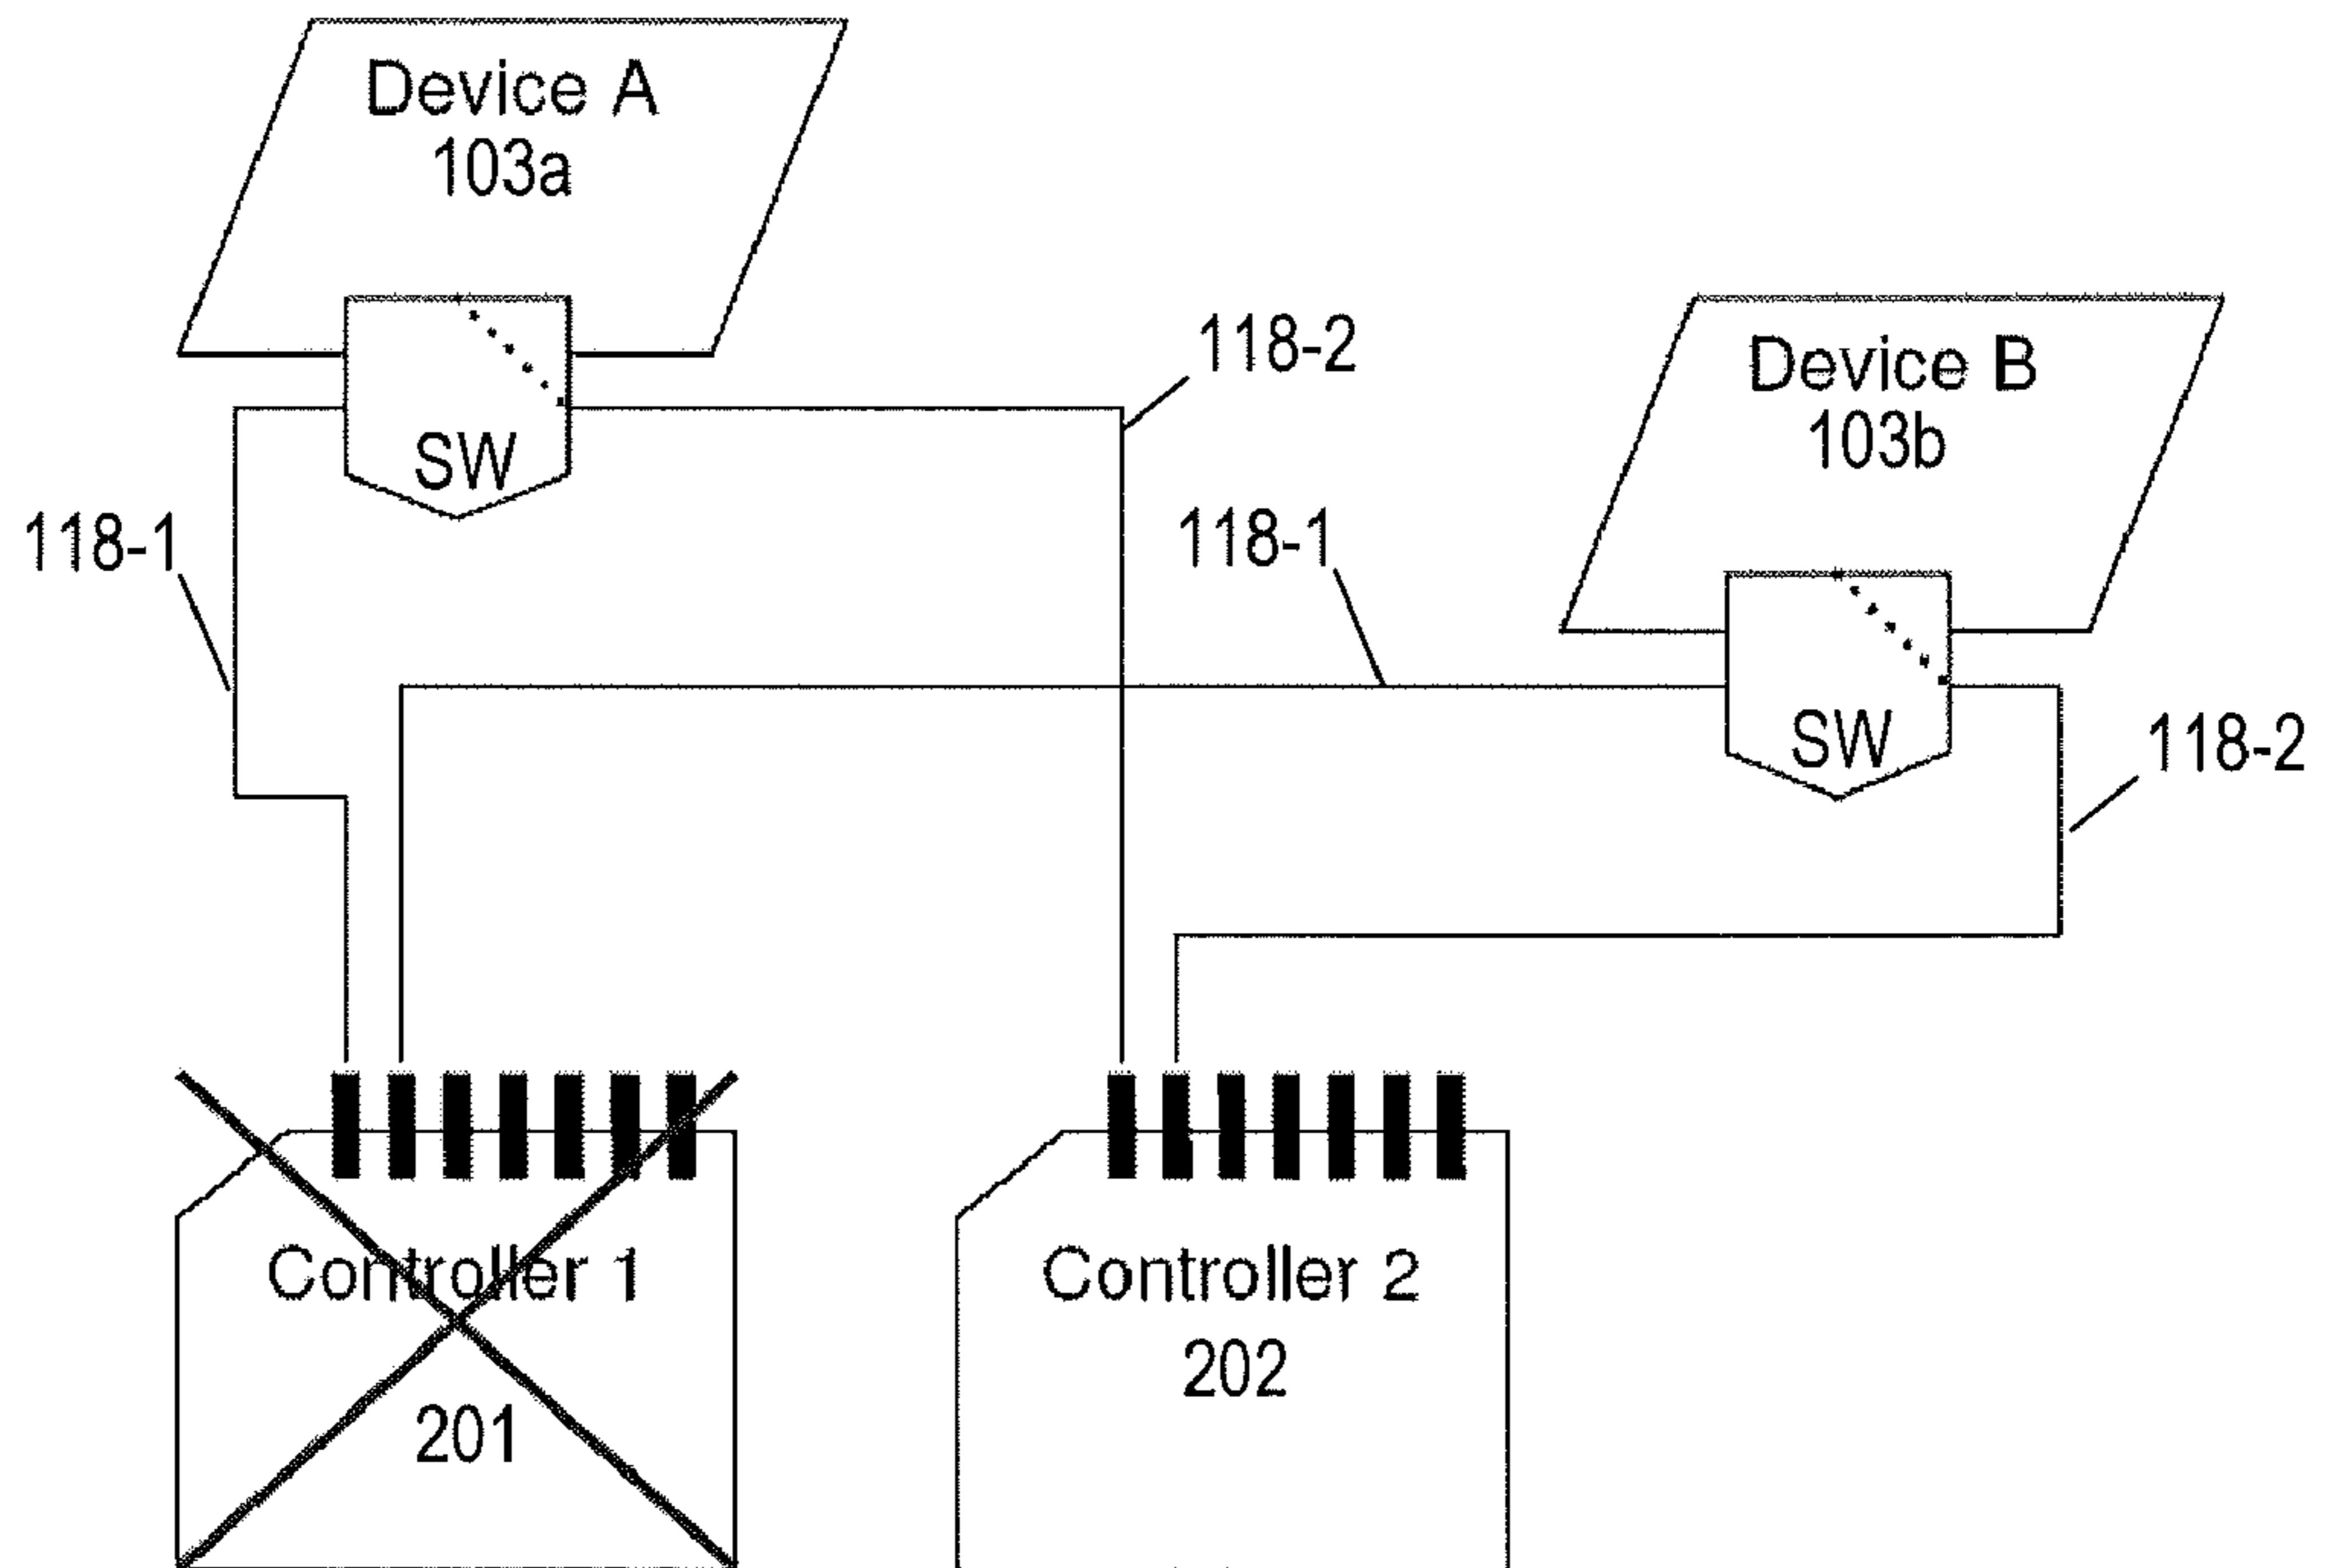 Device A
103a
SW
118-2
Device B
103b
118-1
118-1
SW
118-2
Controller 1
201
Controller 2
202